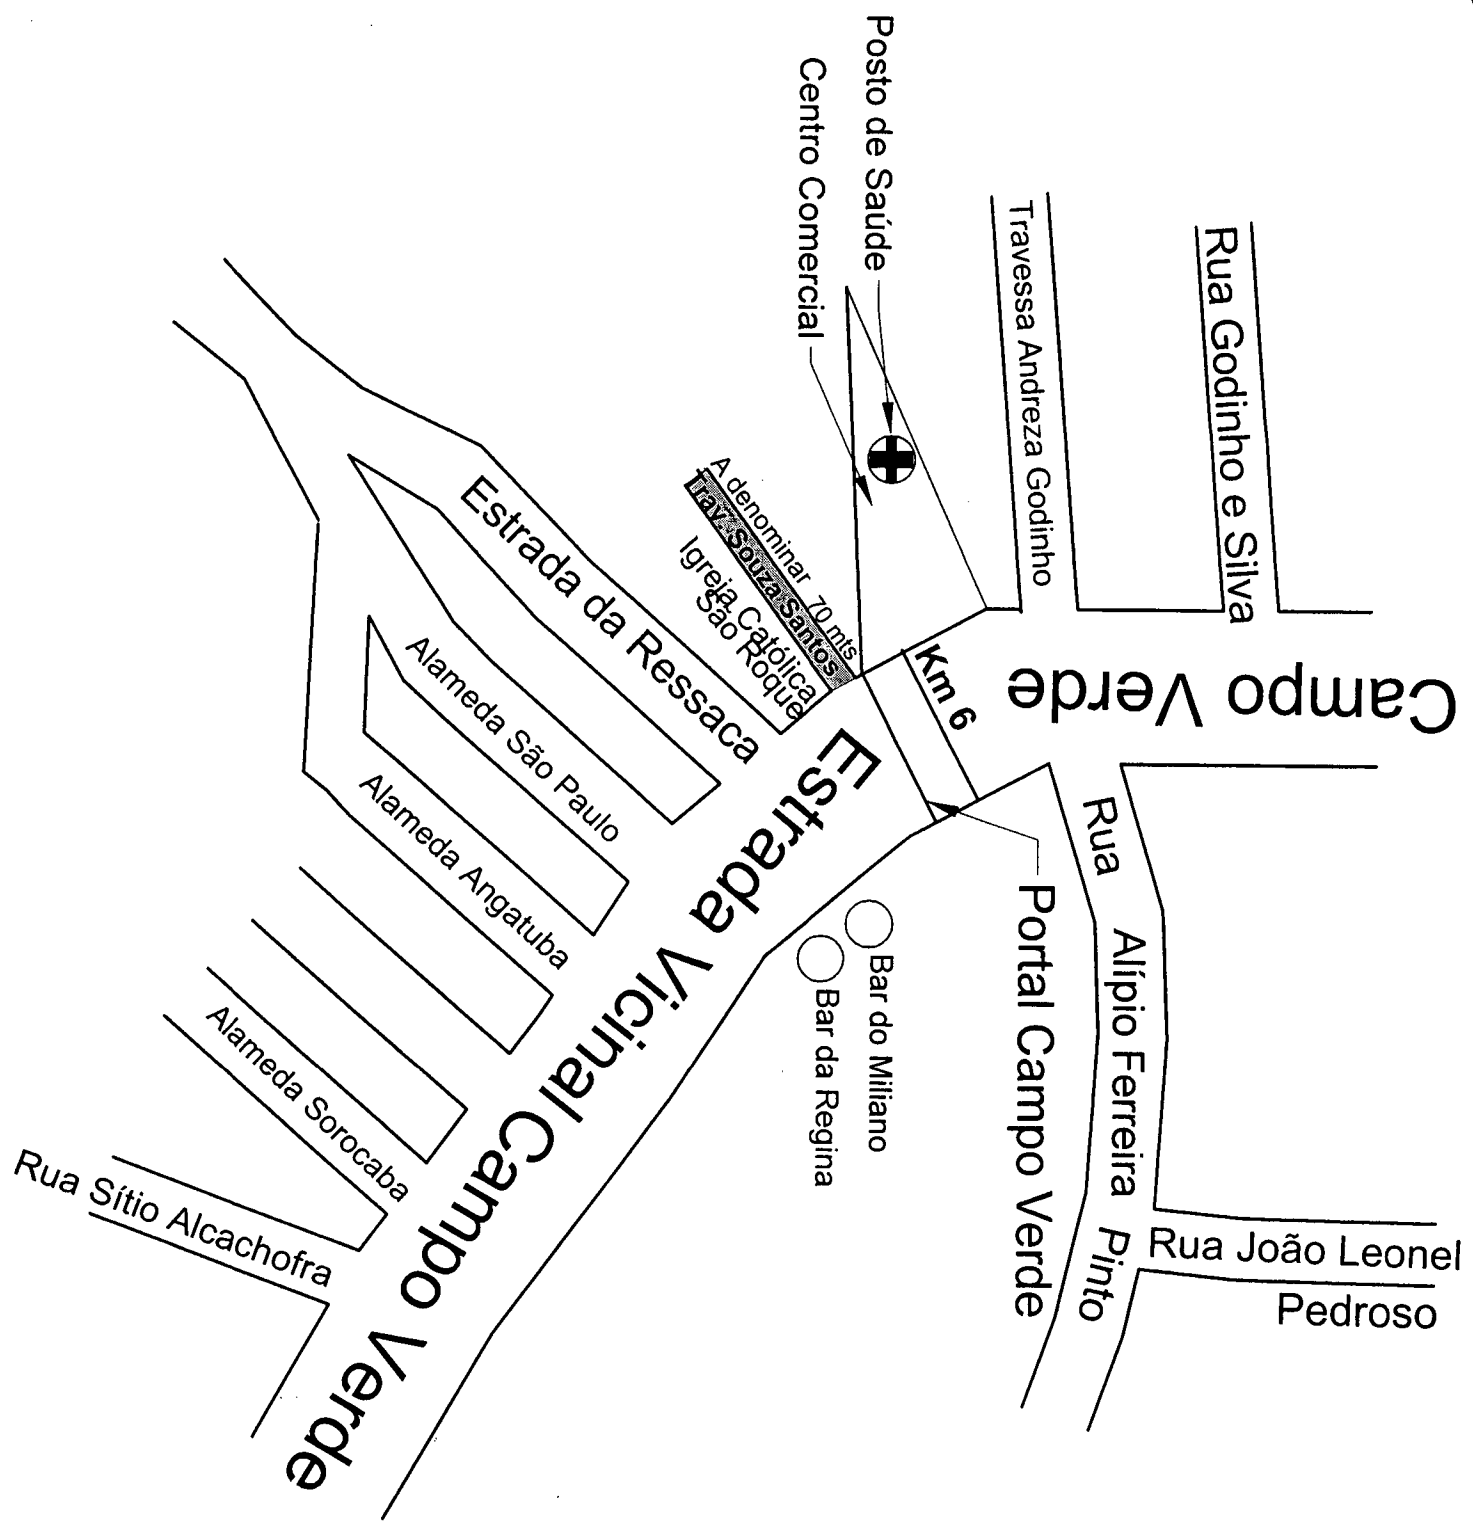 Posto de Saúde
Centro Comercial
Travessa Andreza Godinho
Rua Godinho e Silva
Campo Verde
Km 6
A denominar 70 mts
Trav. Souza Santos
Igreja Católica
São Roque
Estrada da Ressaca
Alameda São Paulo
Alameda Angatuba
Alameda Sorocaba
Rua Sítio Alcachofra
Estrada Vicinal Campo Verde
Bar do Miliano
Bar da Regina
Portal Campo Verde
Rua Alípio Ferreira Pinto
Rua João Leonel
Pedroso